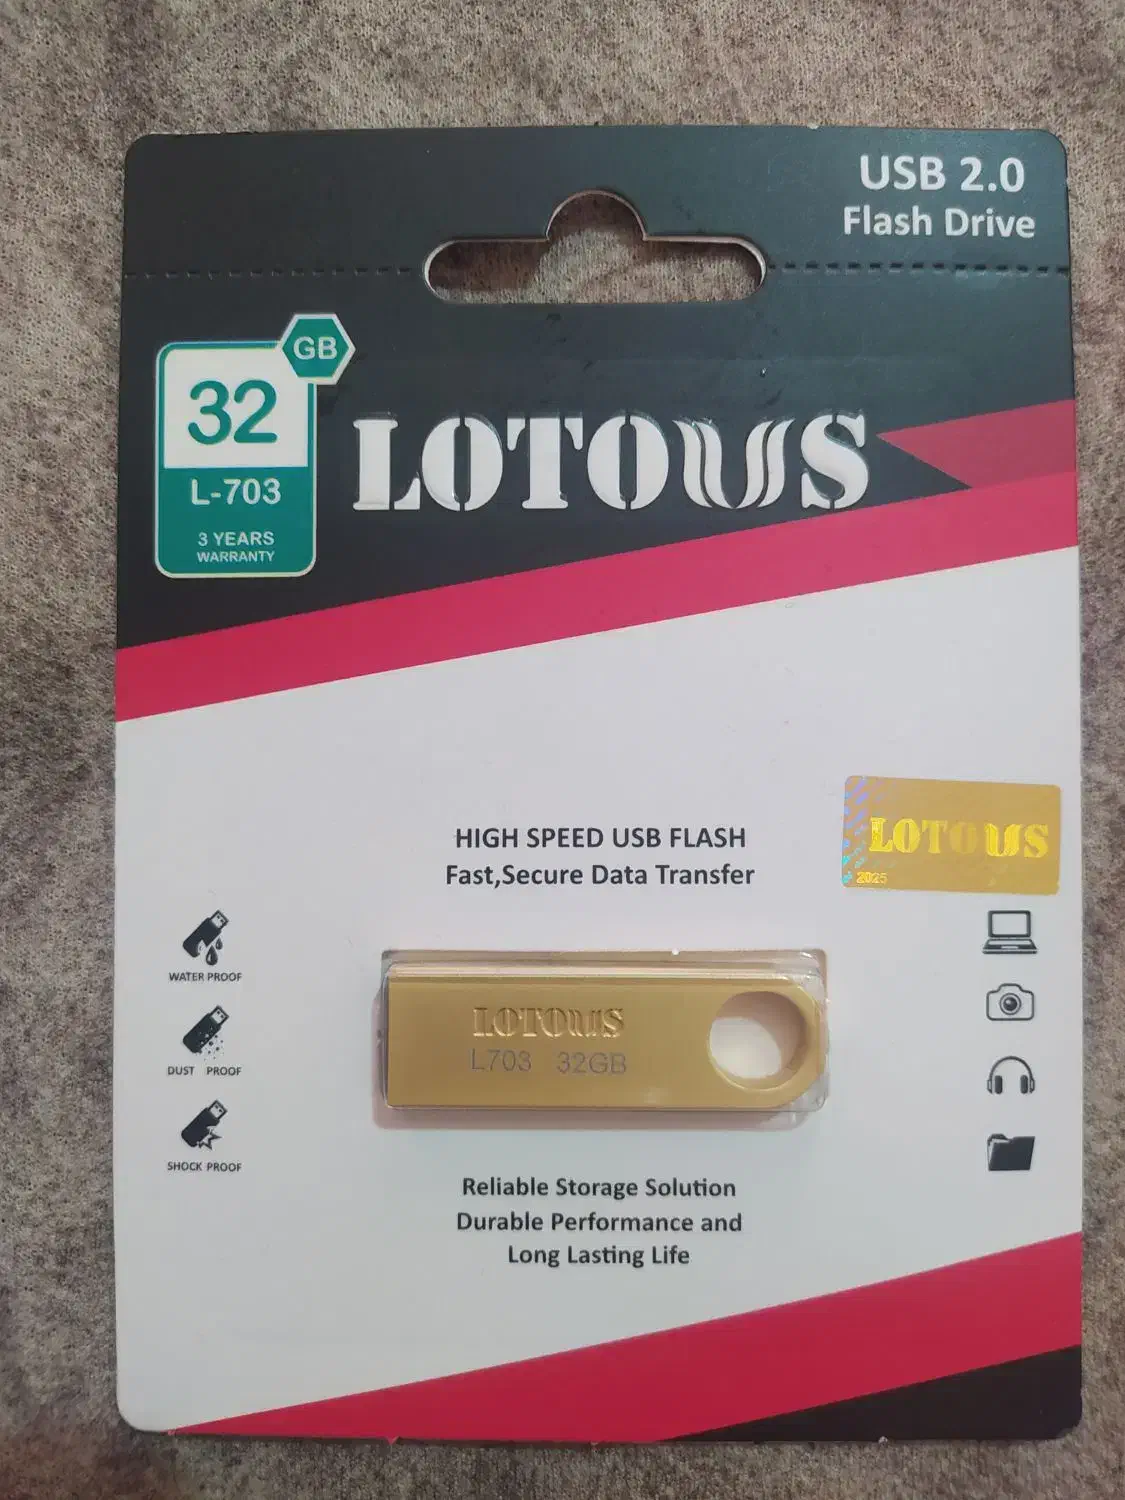 USB 2.0
Flash Drive
GB
32
L-703
3 YEARS
WARRANTY
LOTOUS
HIGH SPEED USB FLASH
Fast,Secure Data Transfer
LOTOUS
2025
WATER PROOF
DUST PROOF
SHOCK PROOF
LOTOUS
L703 32GB
Reliable Storage Solution
Durable Performance and
Long Lasting Life